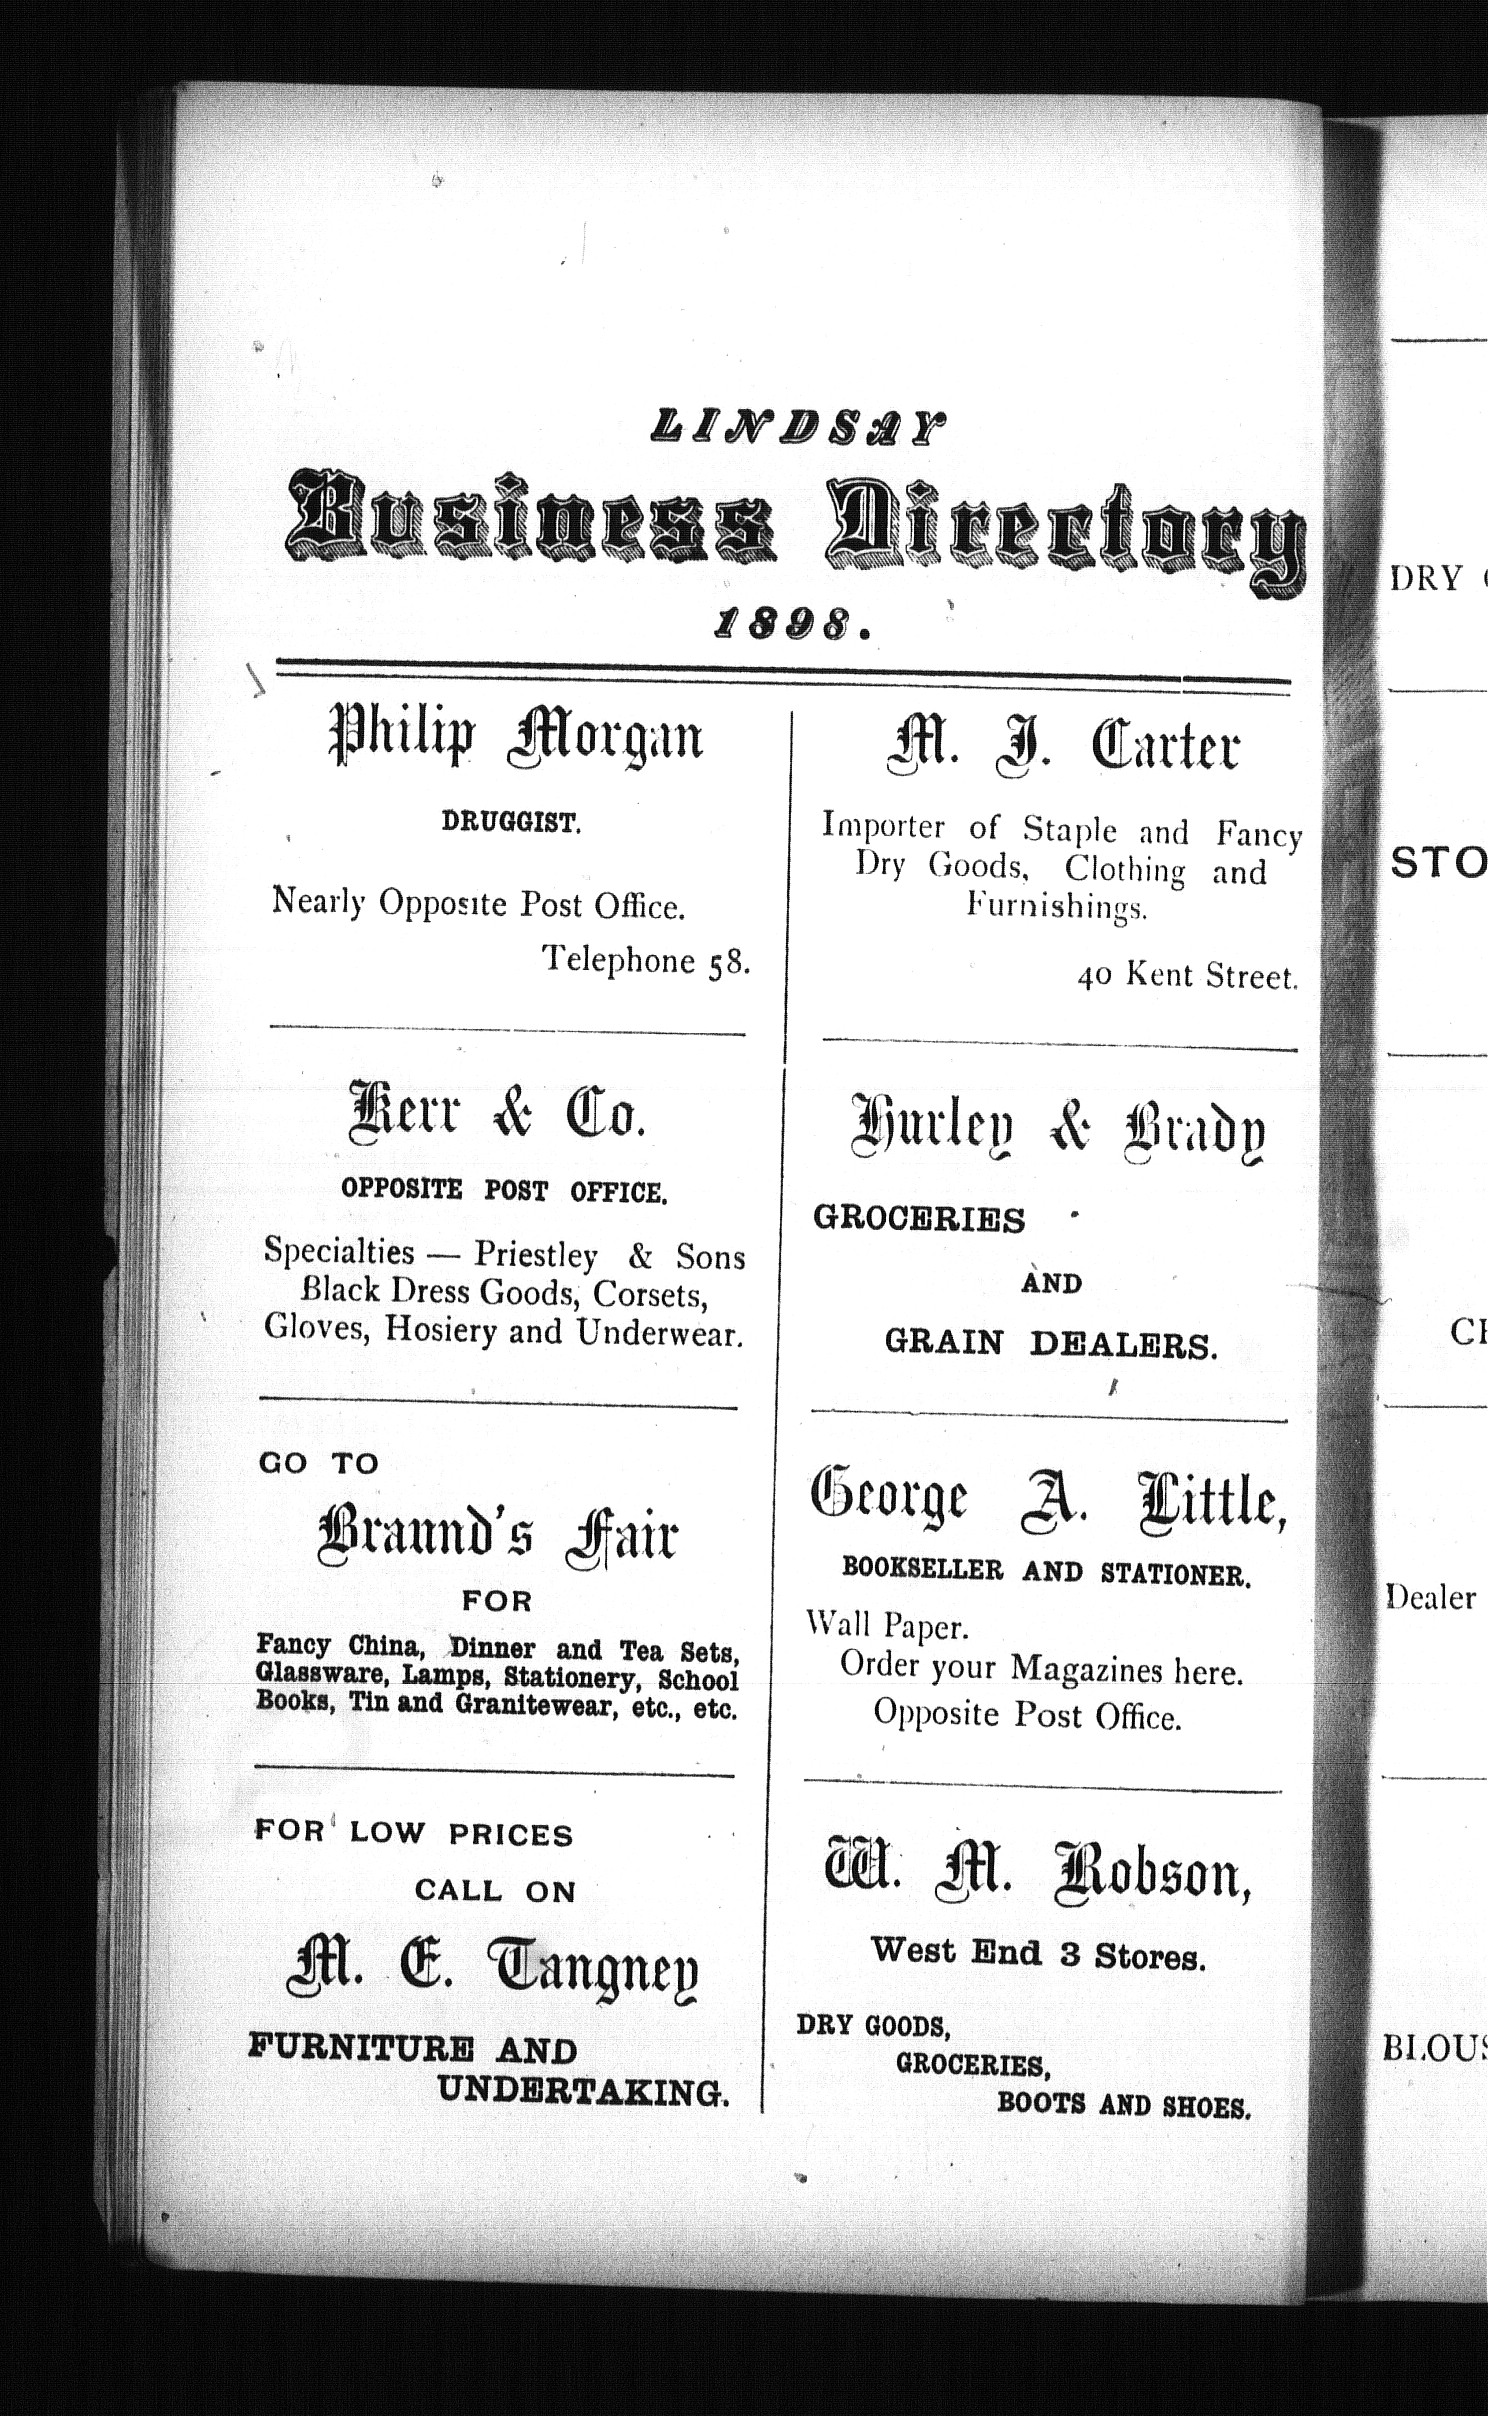 LINDSAY
Business Directory
1898.
Philip Morgan
DRUGGIST.
Nearly Opposite Post Office.
Telephone 58.
Kerr & Co.
OPPOSITE POST OFFICE.
Specialties — Priestley & Sons
Black Dress Goods, Corsets,
Gloves, Hosiery and Underwear.
GO TO
Braund's Fair
FOR
Fancy China, Dinner and Tea Sets,
Glassware, Lamps, Stationery, School
Books, Tin and Granitewear, etc., etc.
FOR LOW PRICES
CALL ON
M. E. Tangney
FURNITURE AND
UNDERTAKING.
M. J. Carter
Importer of Staple and Fancy
Dry Goods, Clothing and
Furnishings.
40 Kent Street.
Hurley & Brady
GROCERIES
AND
GRAIN DEALERS.
George A. Little,
BOOKSELLER AND STATIONER.
Wall Paper.
Order your Magazines here.
Opposite Post Office.
W. M. Robson,
West End 3 Stores.
DRY GOODS,
GROCERIES,
BOOTS AND SHOES.
DRY
STO
Dealer
BLOUS